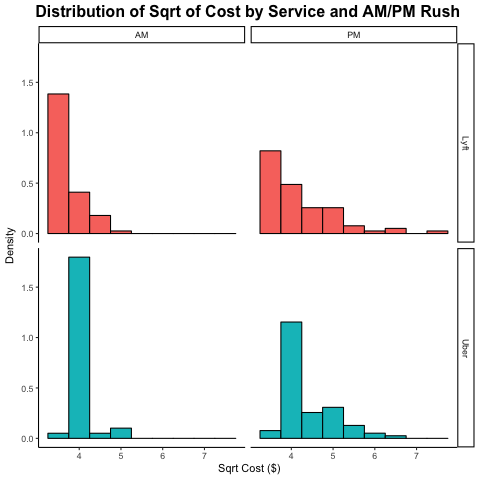 Distribution of Sqrt of Cost by Service and AM/PM Rush
AM
PM
Lyft
Uber
Density
1.5
1.0
0.5
0.0
1.5
1.0
0.5
0.0
4
5
6
7
4
5
6
7
Sqrt Cost ($)